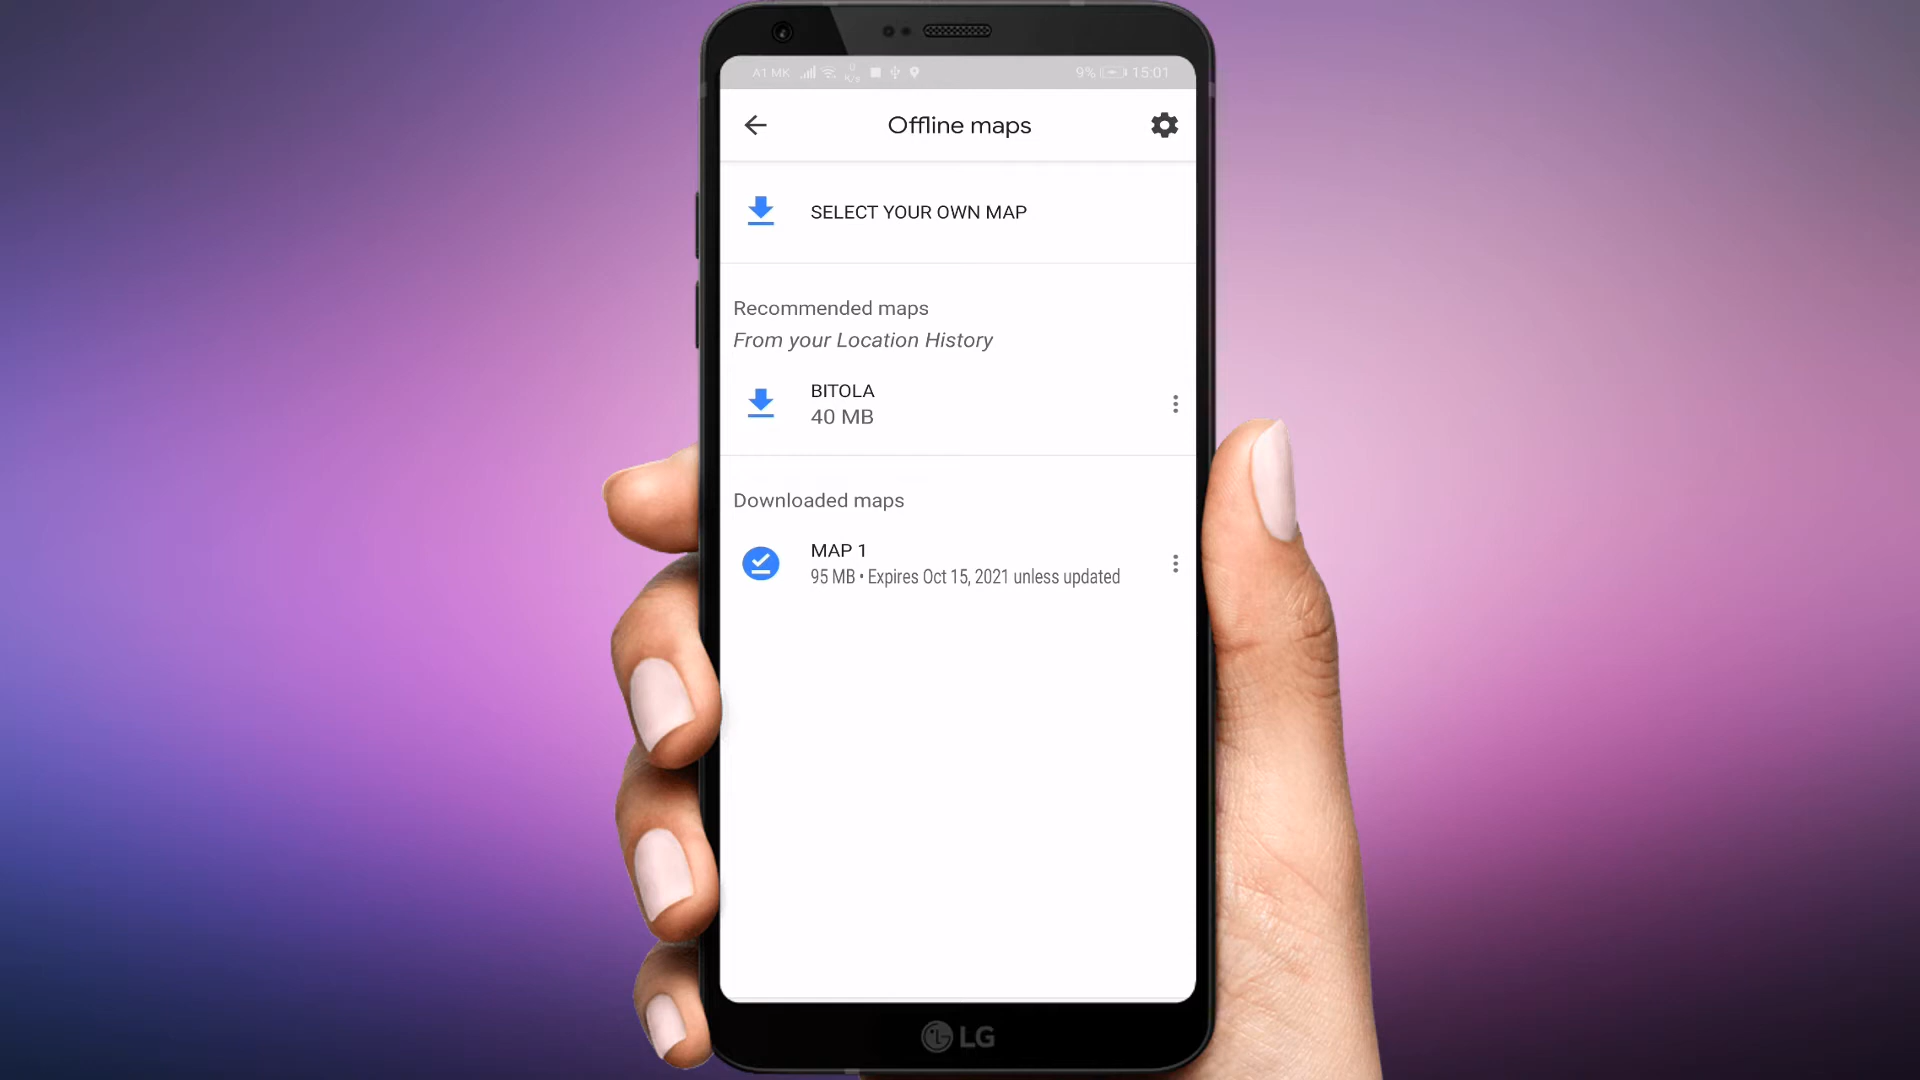 A1 MK 0 K/s 9% 15:01
Offline maps
SELECT YOUR OWN MAP
Recommended maps
From your Location History
BITOLA
40 MB
Downloaded maps
MAP 1
95 MB • Expires Oct 15, 2021 unless updated
LG